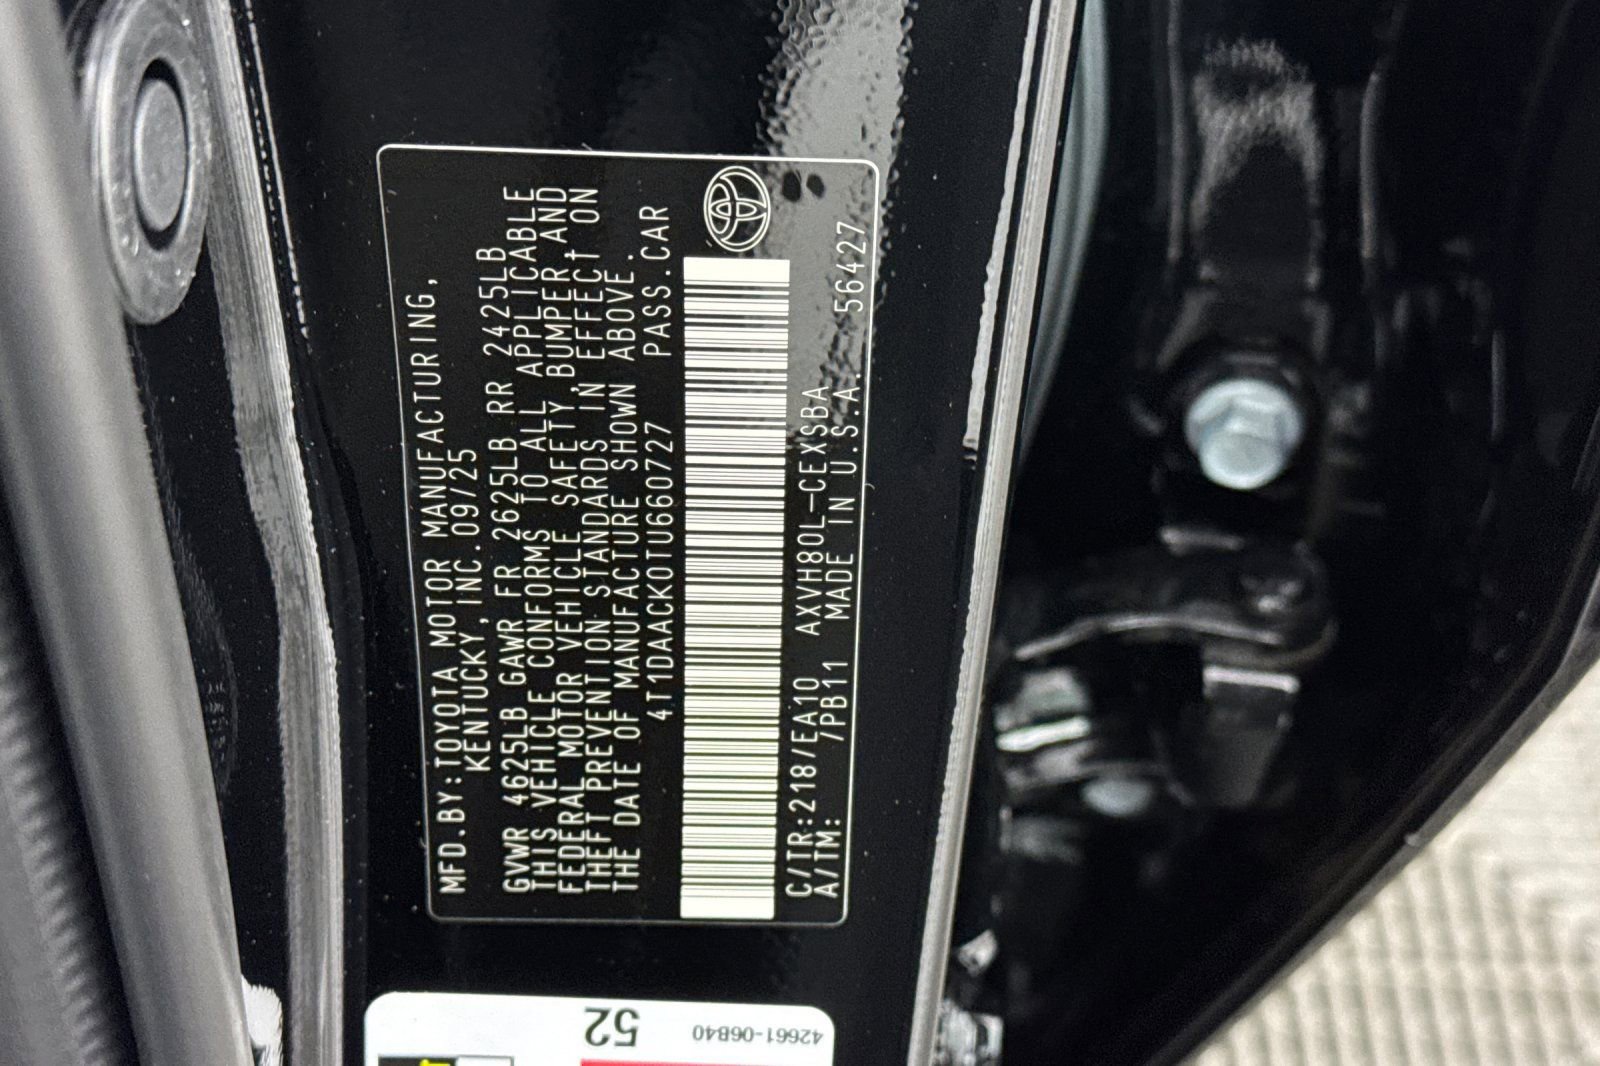 MFD.BY:TOYOTA MOTOR MANUFACTURING,
KENTUCKY,INC.09/25
GVWR 4625LB GAWR FR 2625LB RR 2425LB
THIS VEHICLE CONFORMS TO ALL APPLICABLE
FEDERAL MOTOR VEHICLE SAFETY,BUMPER,AND
THEFT PREVENTION STANDARDS IN EFFECT ON
THE DATE OF MANUFACTURE SHOWN ABOVE.
4T1DAACK0TU660727 PASS.CAR
C/TR:218/EA10 AXVH80L-CEXSBA
A/TM: /PB11 MADE IN U.S.A. 56427
52
42661-06B40